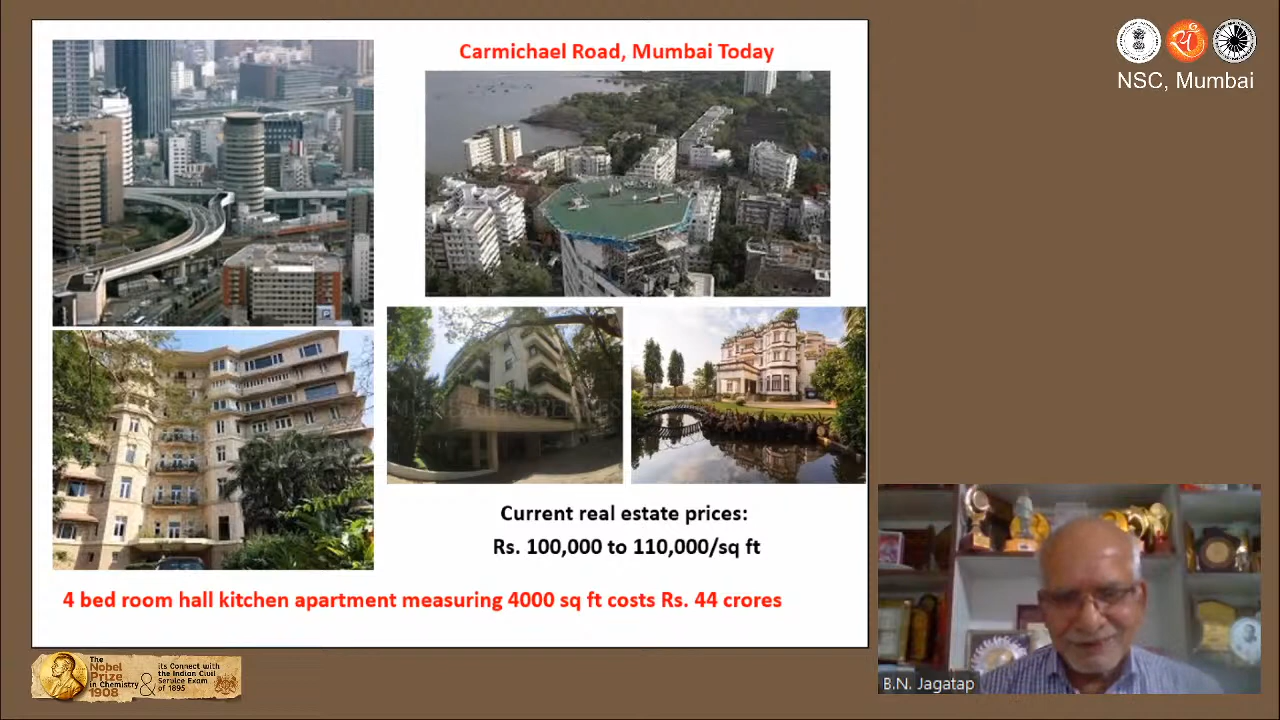 Carmichael Road, Mumbai Today
NSC, Mumbai
Current real estate prices:
Rs. 100,000 to 110,000/sq ft
4 bed room hall kitchen apartment measuring 4000 sq ft costs Rs. 44 crores
The
Nobel
Prize
in Chemistry
1908
&
its Connect with
the Indian Civil
Service Exam
of 1895
B.N. Jagatap